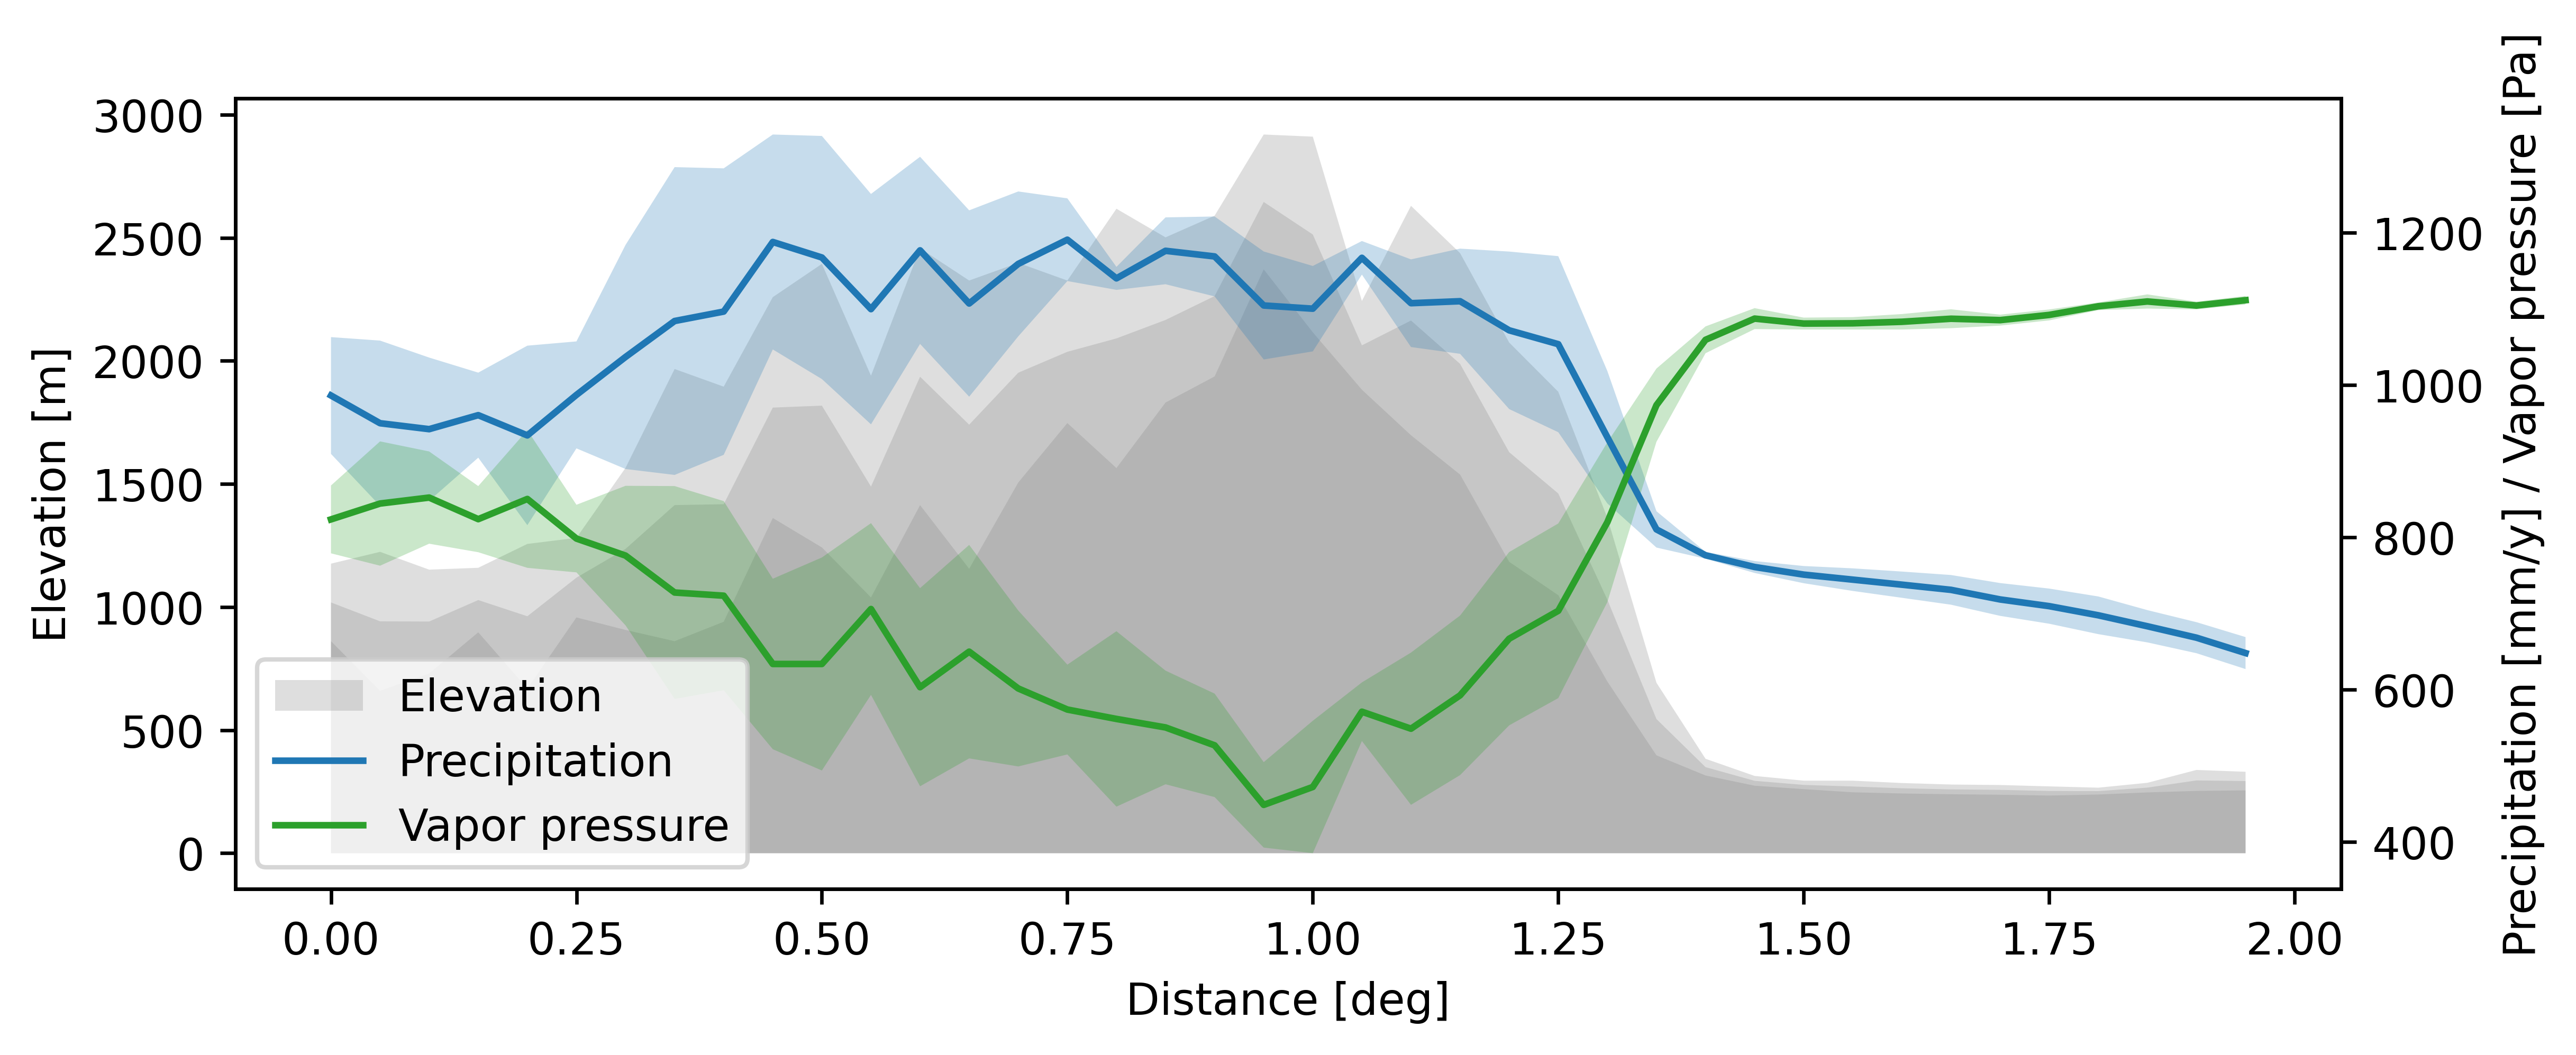 3000
2500
2000
1500
1000
500
0
Elevation [m]
Elevation
Precipitation
Vapor pressure
0.00 0.25 0.50 0.75 1.00 1.25 1.50 1.75 2.00
Distance [deg]
1200
1000
800
600
400
Precipitation [mm/y] / Vapor pressure [Pa]